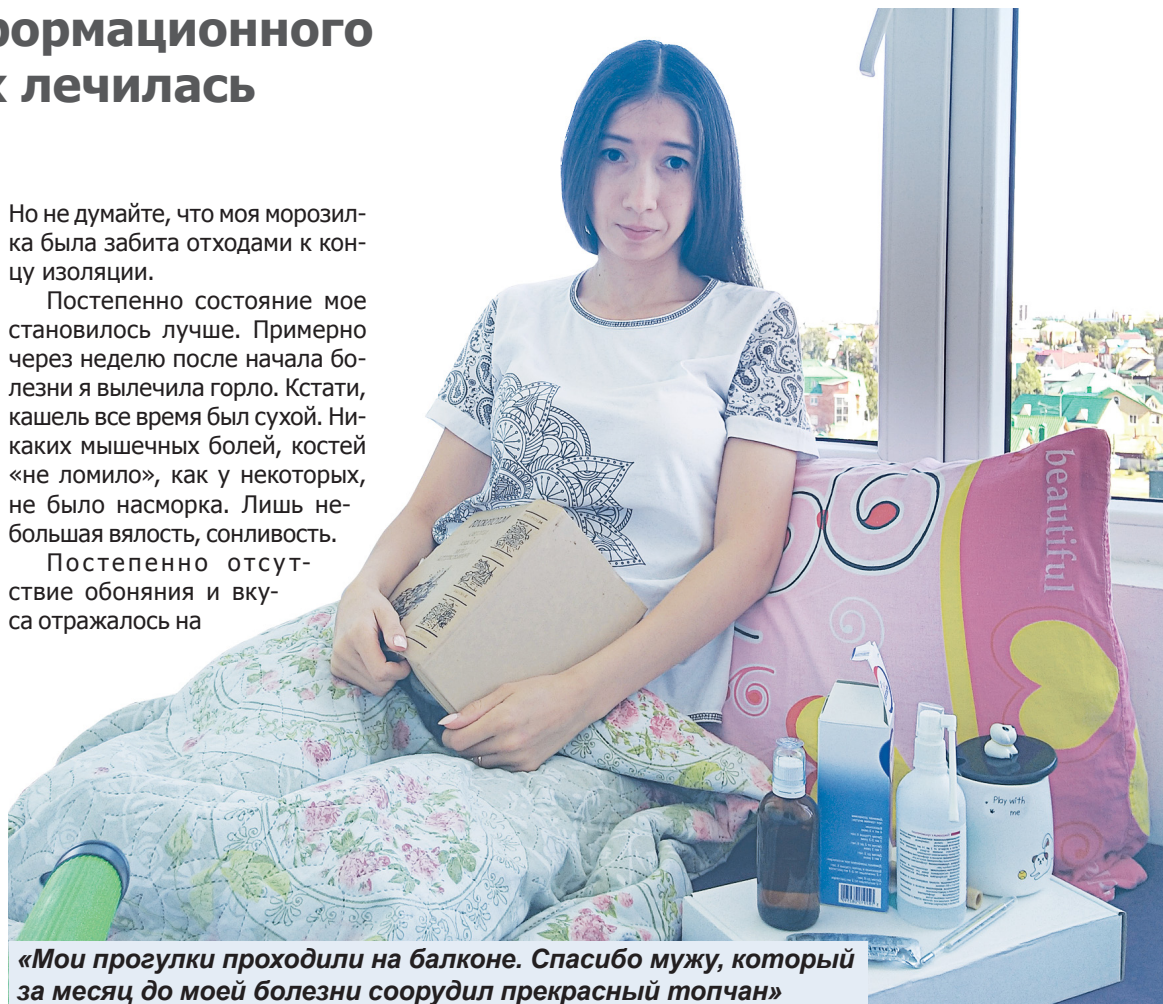 формационного
к лечилась
Но не думайте, что моя морозил-
ка была забита отходами к кон-
цу изоляции.
Постепенно состояние мое
становилось лучше. Примерно
через неделю после начала бо-
лезни я вылечила горло. Кстати,
кашель все время был сухой. Ни-
каких мышечных болей, костей
«не ломило», как у некоторых,
не было насморка. Лишь не-
большая вялость, сонливость.
Постепенно отсут-
ствие обоняния и вку-
са отражалось на
beautiful
Play with
me
«Мои прогулки проходили на балконе. Спасибо мужу, который
за месяц до моей болезни соорудил прекрасный топчан»